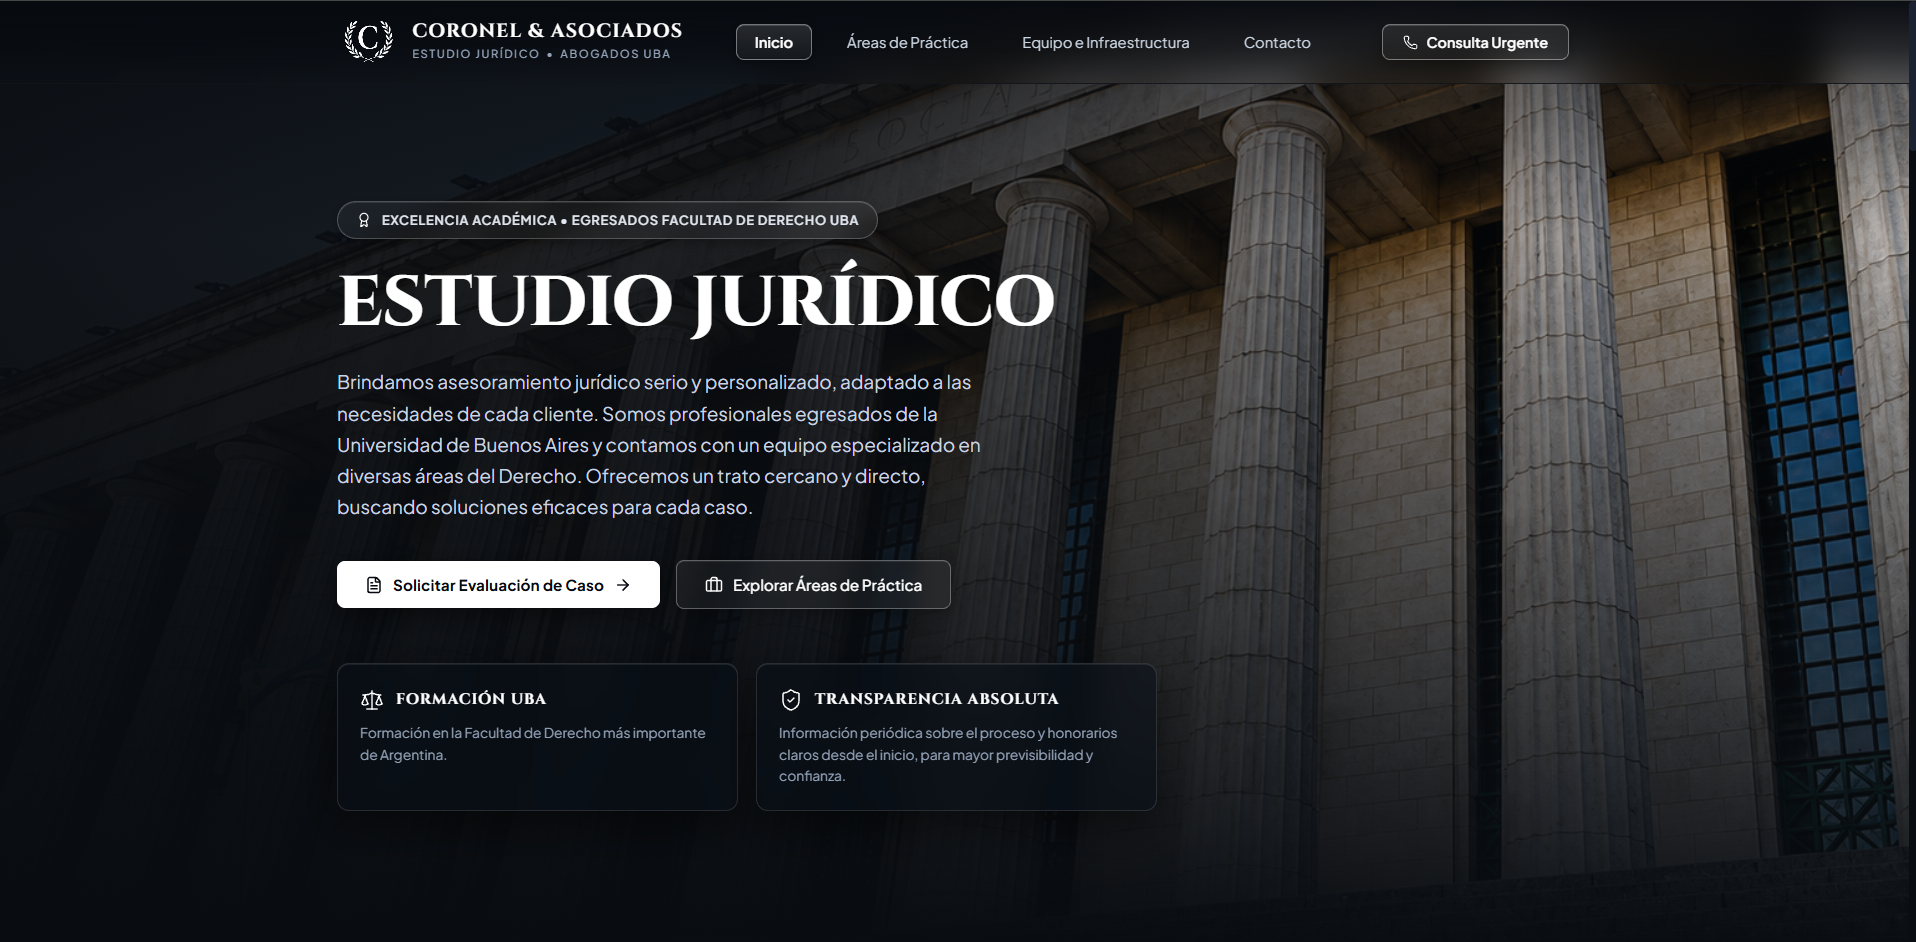 CORONEL & ASOCIADOS
ESTUDIO JURÍDICO • ABOGADOS UBA
Inicio
Áreas de Práctica
Equipo e Infraestructura
Contacto
Consulta Urgente
SOCIA
EXCELENCIA ACADÉMICA • EGRESADOS FACULTAD DE DERECHO UBA
ESTUDIO JURÍDICO
Brindamos asesoramiento jurídico serio y personalizado, adaptado a las
necesidades de cada cliente. Somos profesionales egresados de la
Universidad de Buenos Aires y contamos con un equipo especializado en
diversas áreas del Derecho. Ofrecemos un trato cercano y directo,
buscando soluciones eficaces para cada caso.
Solicitar Evaluación de Caso →
Explorar Áreas de Práctica
FORMACIÓN UBA
Formación en la Facultad de Derecho más importante
de Argentina.
TRANSPARENCIA ABSOLUTA
Información periódica sobre el proceso y honorarios
claros desde el inicio, para mayor previsibilidad y
confianza.